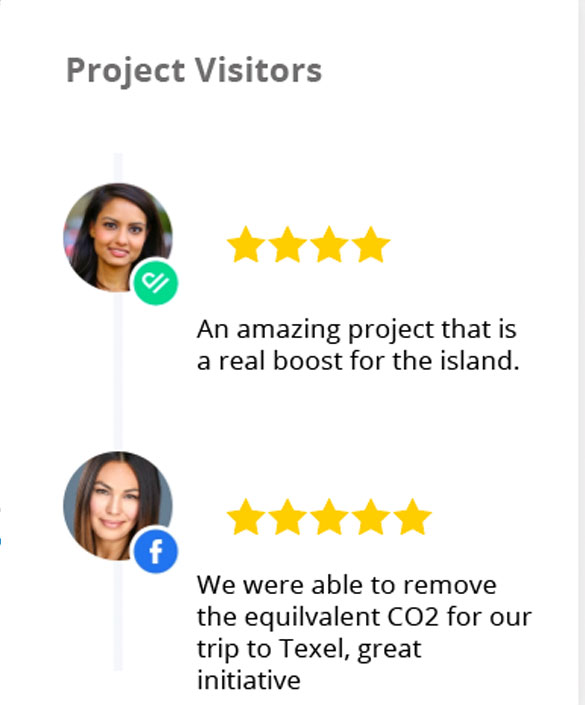 Project Visitors
An amazing project that is
a real boost for the island.
We were able to remove
the equilvalent CO2 for our
trip to Texel, great
initiative